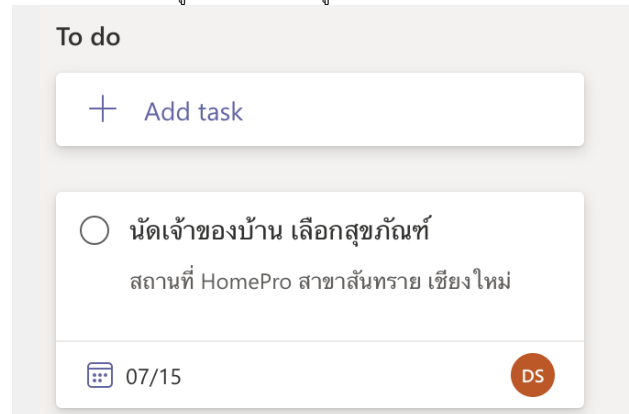 To do
Add task
นัดเจ้าของบ้าน เลือกสุขภัณฑ์
สถานที่ HomePro สาขาสันทราย เชียงใหม่
07/15
DS